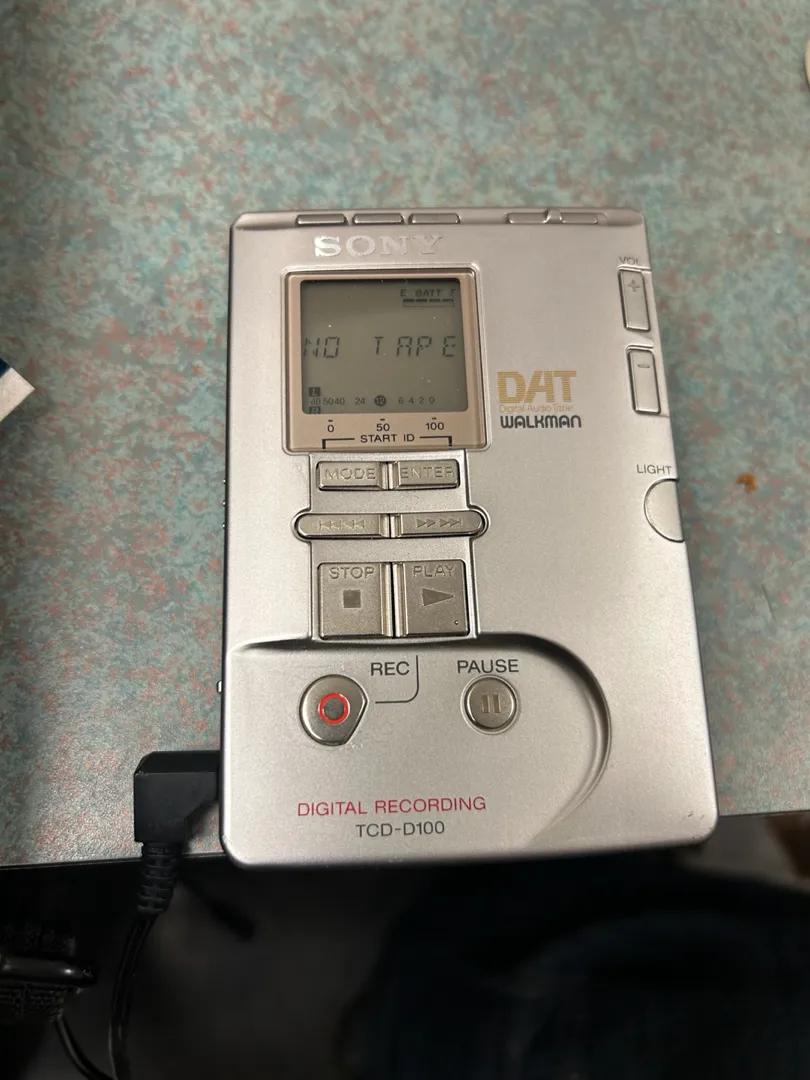 SONY
E BATT F
NO TAPE
L
dB 5040 24 12 6 4 2 0
R
0 50 100
START ID
MODE ENTER
STOP PLAY
REC PAUSE
VOL
+
-
DAT
Digital Audio Tape
WALKMAN
LIGHT
DIGITAL RECORDING
TCD-D100